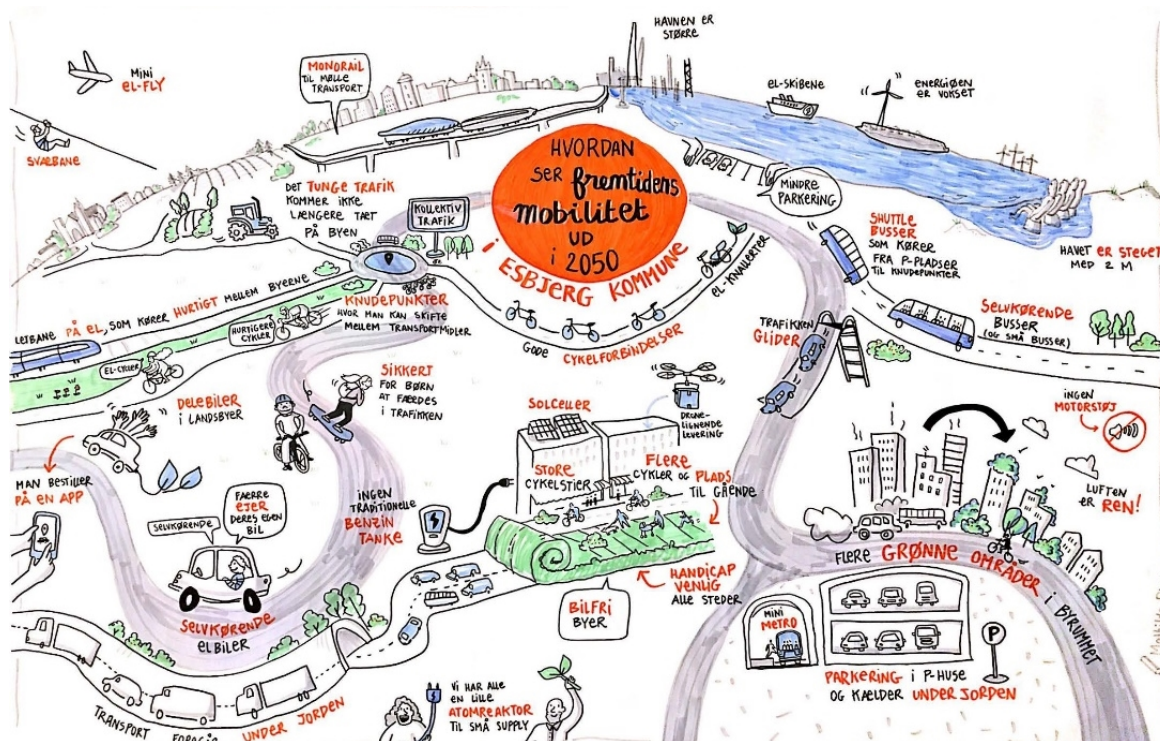 MINI
EL-FLY
SVÆBANE
MONORAIL
TIL MØLLE
TRANSPORT
HAVNEN ER
STØRRE
EL-SKIBENE
ENERGIØEN
ER VOKSET
HVORDAN
SER fremtidens
mobilitet
UD
i 2050
i ESBJERG KOMMUNE
MINDRE
PARKERING
DET TUNGE TRAFIK
KOMMER IKKE
LÆNGERE TÆT
PÅ BYEN
KOLLEKTIV
TRAFIK
SHUTTLE
BUSSER
SOM KØRER
FRA P-PLADSER
TIL KNUDEPUNKTER
HAVET ER STEGET
MED 2 M
KNUDEPUNKTER
HVOR MAN KAN SKIFTE
MELLEM TRANSPORTMIDLER
EL-KNALLERTER
GODE CYKELFORBINDELSER
LETBANE PÅ EL, SOM KØRER HURTIGT MELLEM BYERNE
HURTIGERE
CYKLER
EL-CYKLER
TRAFIKKEN
GLIDER
SELVKØRENDE
BUSSER
(OG SMÅ BUSSER)
DELEBILER
I LANDSBYER
SIKKERT
FOR BØRN
AT FÆRDES
I TRAFIKKEN
SOLCELLER
DRONE-
LIGNENDE
LEVERING
INGEN
MOTORSTØJ
MAN BESTILLER
PÅ EN APP
STORE
CYKELSTIER
FLERE
CYKLER OG PLADS
TIL GÅENDE
LUFTEN
ER REN!
SELVKØRENDE
FÆRRE
EJER
DERES EGEN
BIL
INGEN
TRADITIONELLE
BENZIN
TANKE
HANDICAP
VENLIG
ALLE STEDER
FLERE GRØNNE OMRÅDER I BYRUMMET
SELVKØRENDE
ELBILER
BILFRI
BYER
MINI
METRO
P
PARKERING I P-HUSE
OG KÆLDER UNDER JORDEN
VI HAR ALLE
EN LILLE
ATOMREAKTOR
TIL SMÅ SUPPLY
TRANSPORT FOREGÅR UNDER JORDEN